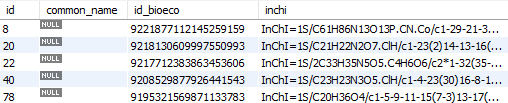 id common_name id_bioeco inchi
8 NULL 9221877112145259159 InChI=1S/C61H86N13O13P.CN.Co/c1-29-21-3...
20 NULL 9218130609997550993 InChI=1S/C21H22N2O7.ClH/c1-23(2)14-13-16(...
22 NULL 9217712383863453606 InChI=1S/2C33H35N5O5.C4H6O6/c2*1-32(35-...
40 NULL 9208529877926441543 InChI=1S/C23H23N3O5.ClH/c1-4-23(30)16-8-1...
78 NULL 9195321569871133783 InChI=1S/C20H36O4/c1-5-9-11-15(7-3)13-17(...